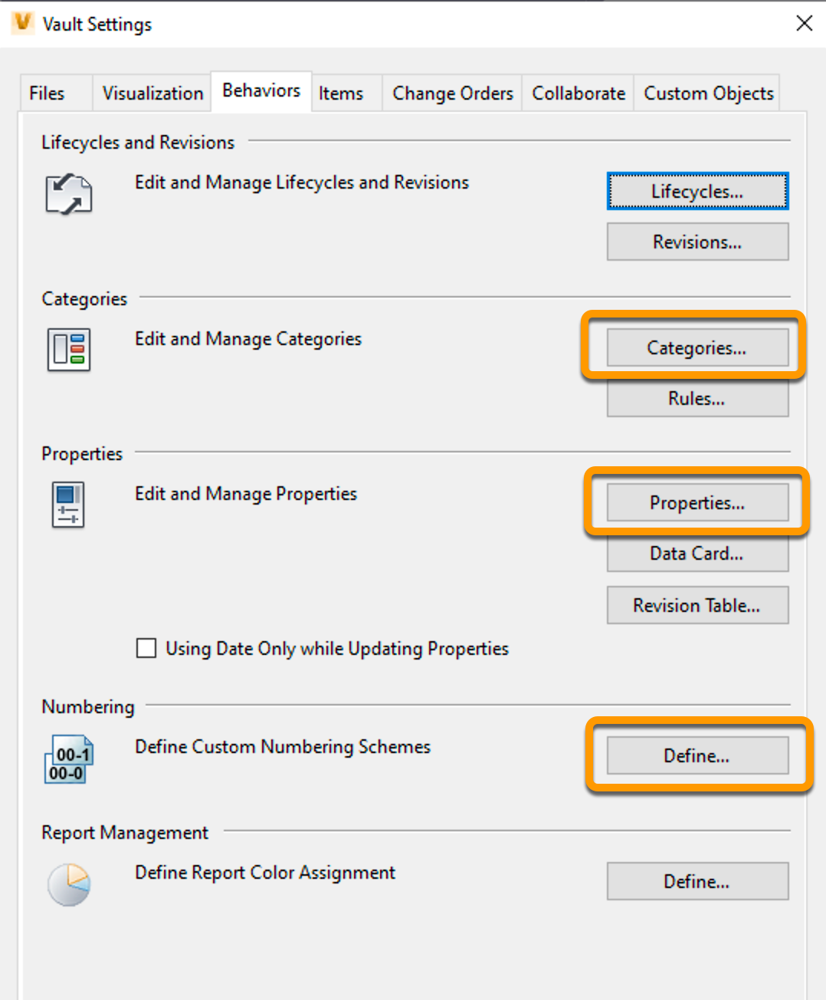 Vault Settings
Files Visualization Behaviors Items Change Orders Collaborate Custom Objects
Lifecycles and Revisions
Edit and Manage Lifecycles and Revisions
Lifecycles...
Revisions...
Categories
Edit and Manage Categories
Categories...
Rules...
Properties
Edit and Manage Properties
Properties...
Data Card...
Revision Table...
Using Date Only while Updating Properties
Numbering
00-1
00-0
Define Custom Numbering Schemes
Define...
Report Management
Define Report Color Assignment
Define...